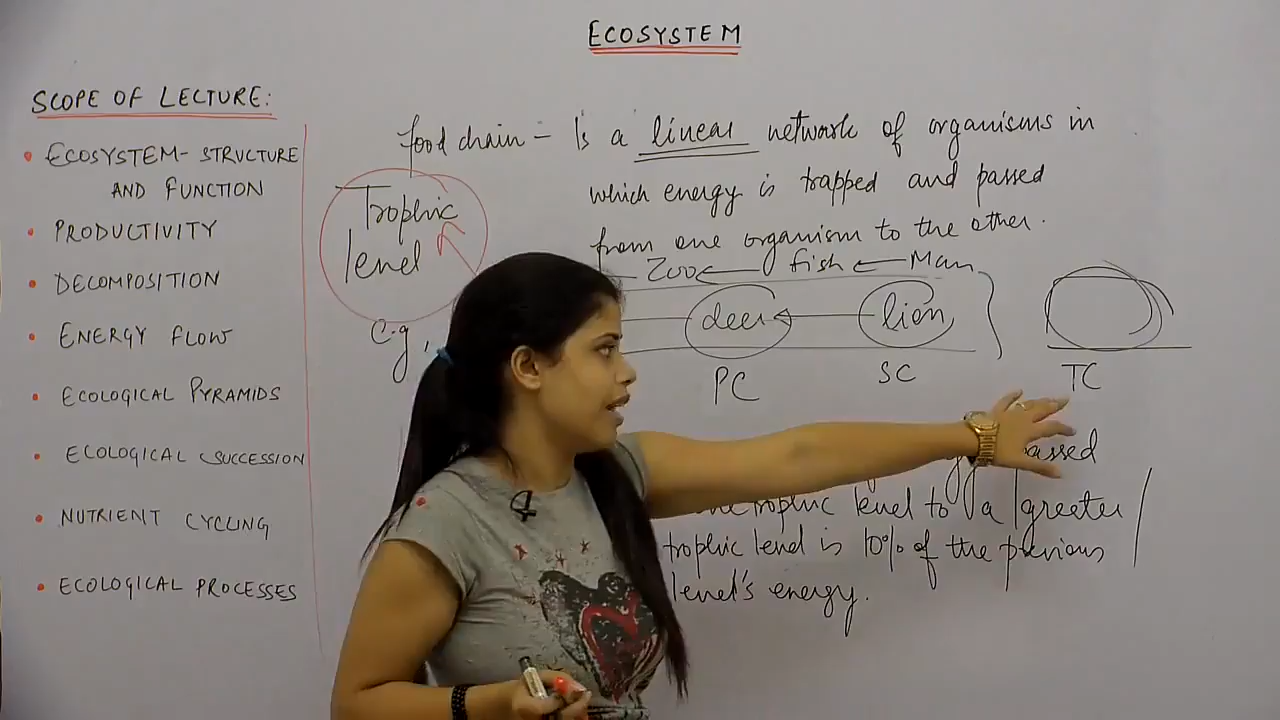 ECOSYSTEM
SCOPE OF LECTURE:
• ECOSYSTEM- STRUCTURE
AND FUNCTION
• PRODUCTIVITY
• DECOMPOSITION
• ENERGY FLOW
• ECOLOGICAL PYRAMIDS
• ECOLOGICAL SUCCESSION
• NUTRIENT CYCLING
• ECOLOGICAL PROCESSES
food chain - Is a linear network of organisms in
which energy is trapped and passed
from one organism to the other.
Trophic
level
Zoo ← fish ← Man
e.g,
deer ← lion
PC SC TC
passed
trophic level to a greater
trophic level is 10% of the previous
level's energy.